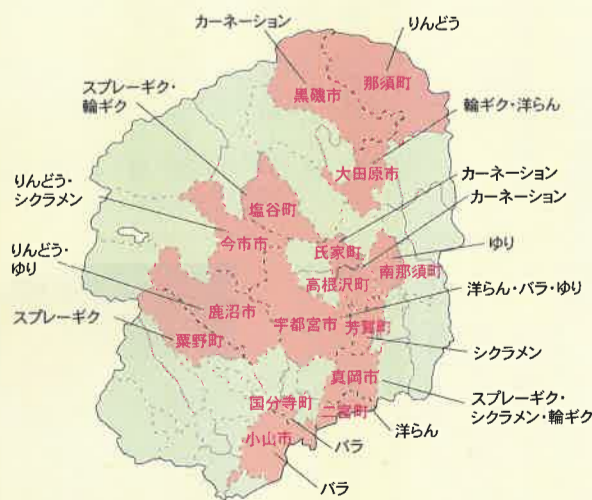 りんどう
カーネーション
那須町
黒磯市
スプレーギク・
輪ギク
輪ギク・洋らん
大田原市
カーネーション
りんどう・
シクラメン
カーネーション
塩谷町
今市市
氏家町
ゆり
りんどう・
ゆり
南那須町
高根沢町
洋らん・バラ・ゆり
鹿沼市
スプレーギク
宇都宮市
芳賀町
粟野町
シクラメン
真岡市
スプレーギク・
シクラメン・輪ギク
国分寺町
二宮町
洋らん
小山市
バラ
バラ